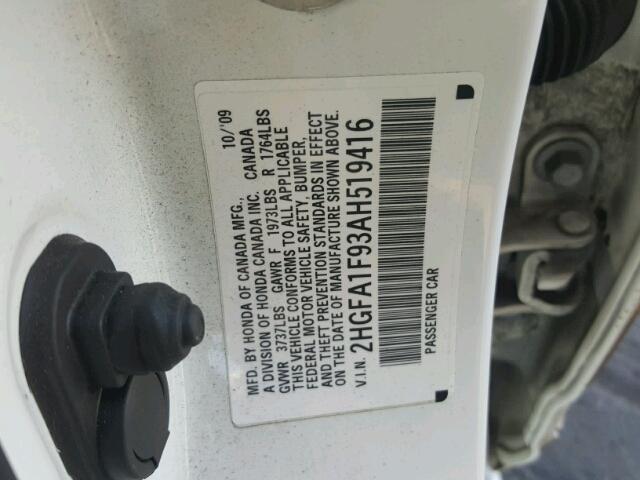 MFD. BY HONDA OF CANADA MFG., 10/'09
A DIVISION OF HONDA CANADA INC. CANADA
GVWR 3737LBS GAWR F 1973LBS R 1764LBS
THIS VEHICLE CONFORMS TO ALL APPLICABLE
FEDERAL MOTOR VEHICLE SAFETY, BUMPER,
AND THEFT PREVENTION STANDARDS IN EFFECT
ON THE DATE OF MANUFACTURE SHOWN ABOVE.
V.I.N. 2HGFA1F93AH519416
PASSENGER CAR